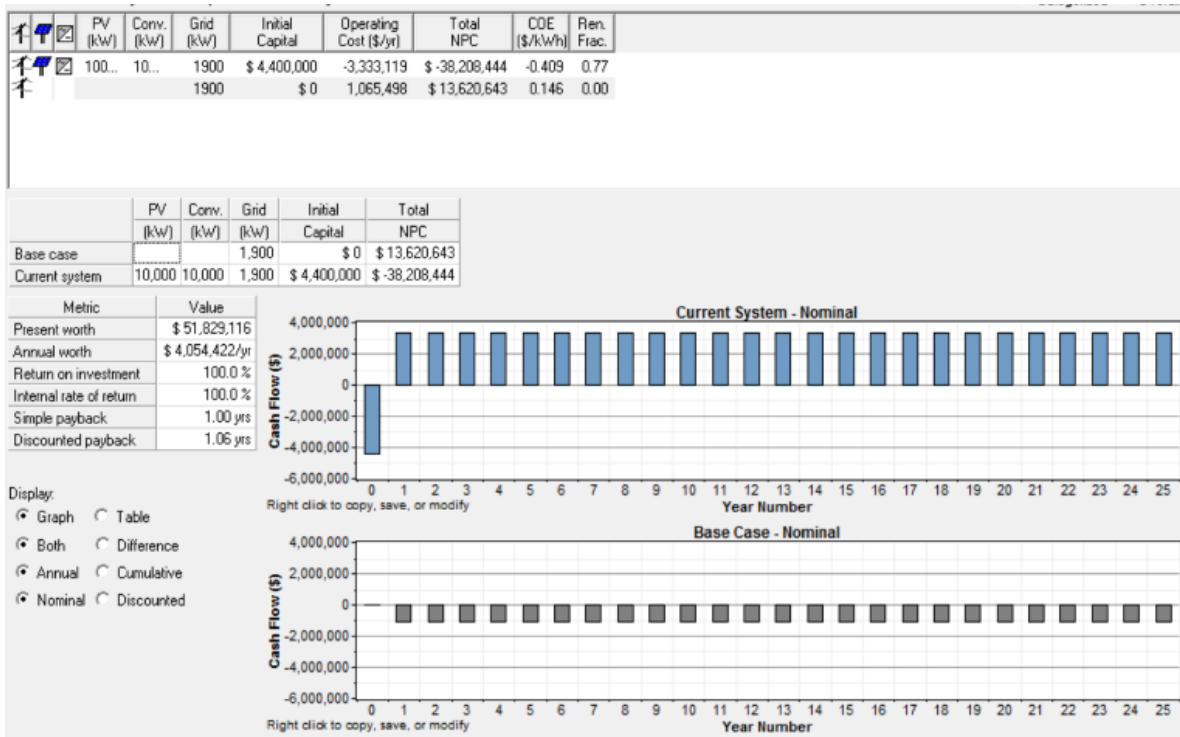 PV Conv. Grid Initial Operating Total COE Ren.
(kW) (kW) (kW) Capital Cost ($/yr) NPC ($/kWh) Frac.
100... 10... 1900 $ 4,400,000 -3,333,119 $ -38,208,444 -0.409 0.77
1900 $ 0 1,065,498 $ 13,620,643 0.146 0.00
PV Conv. Grid Initial Total
(kW) (kW) (kW) Capital NPC
Base case 1,900 $ 0 $ 13,620,643
Current system 10,000 10,000 1,900 $ 4,400,000 $ -38,208,444
Metric Value
Present worth $ 51,829,116
Annual worth $ 4,054,422/yr
Return on investment 100.0 %
Internal rate of return 100.0 %
Simple payback 1.00 yrs
Discounted payback 1.06 yrs
Display:
Graph Table
Both Difference
Annual Cumulative
Nominal Discounted
Current System - Nominal
Cash Flow ($)
4,000,000
2,000,000
0
-2,000,000
-4,000,000
-6,000,000
0 1 2 3 4 5 6 7 8 9 10 11 12 13 14 15 16 17 18 19 20 21 22 23 24 25
Right click to copy, save, or modify
Year Number
Base Case - Nominal
Cash Flow ($)
4,000,000
2,000,000
0
-2,000,000
-4,000,000
-6,000,000
0 1 2 3 4 5 6 7 8 9 10 11 12 13 14 15 16 17 18 19 20 21 22 23 24 25
Right click to copy, save, or modify
Year Number